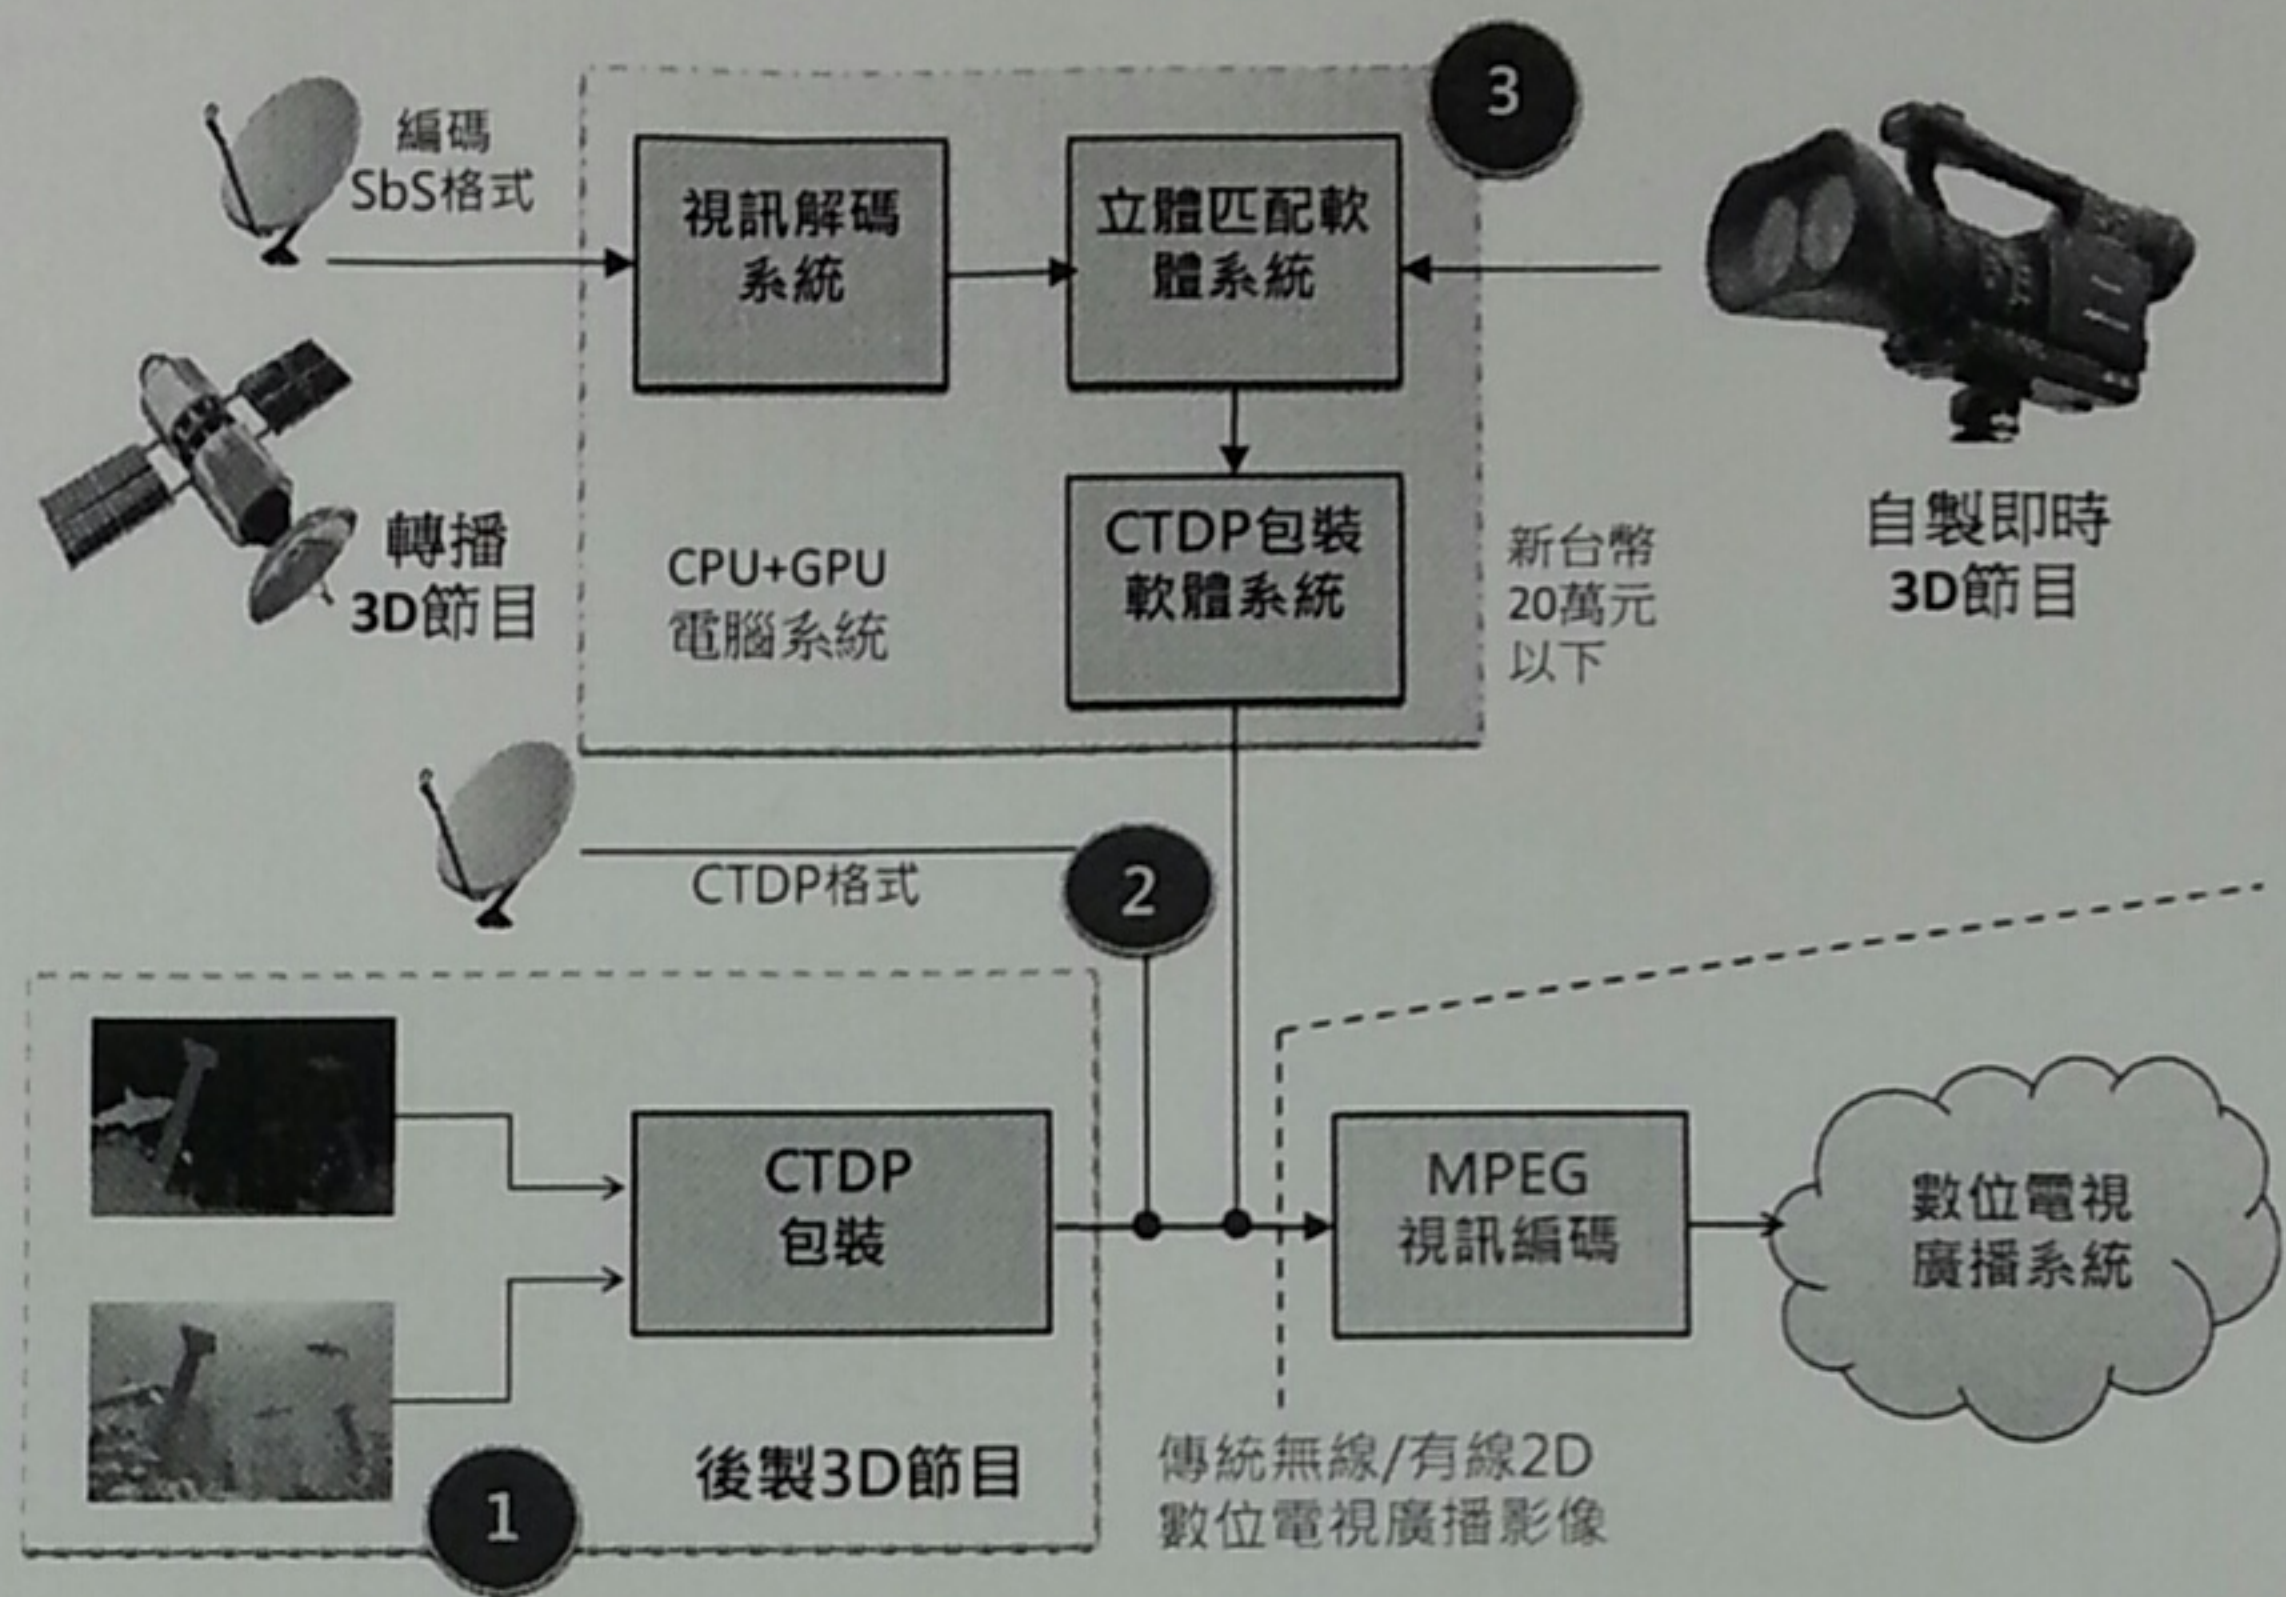 3
編碼
SbS格式
視訊解碼
系統
立體匹配軟
體系統
轉播
3D節目
CPU+GPU
電腦系統
CTDP包裝
軟體系統
新台幣
20萬元
以下
自製即時
3D節目
CTDP格式
2
CTDP
包裝
MPEG
視訊編碼
數位電視
廣播系統
後製3D節目
1
傳統無線/有線2D
數位電視廣播影像